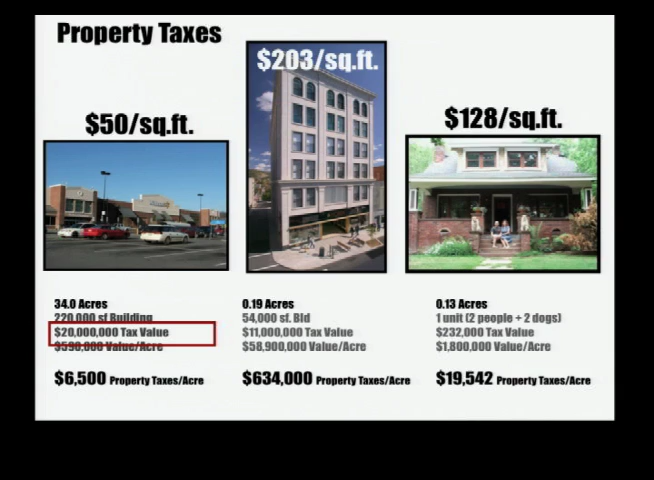 Property Taxes
$203/sq.ft.
$50/sq.ft.
$128/sq.ft.
34.0 Acres
220,000 sf Building
$20,000,000 Tax Value
$590,000 Value/Acre
$6,500 Property Taxes/Acre
0.19 Acres
54,000 sf. Bld
$11,000,000 Tax Value
$58,900,000 Value/Acre
$634,000 Property Taxes/Acre
0.13 Acres
1 unit (2 people + 2 dogs)
$232,000 Tax Value
$1,800,000 Value/Acre
$19,542 Property Taxes/Acre